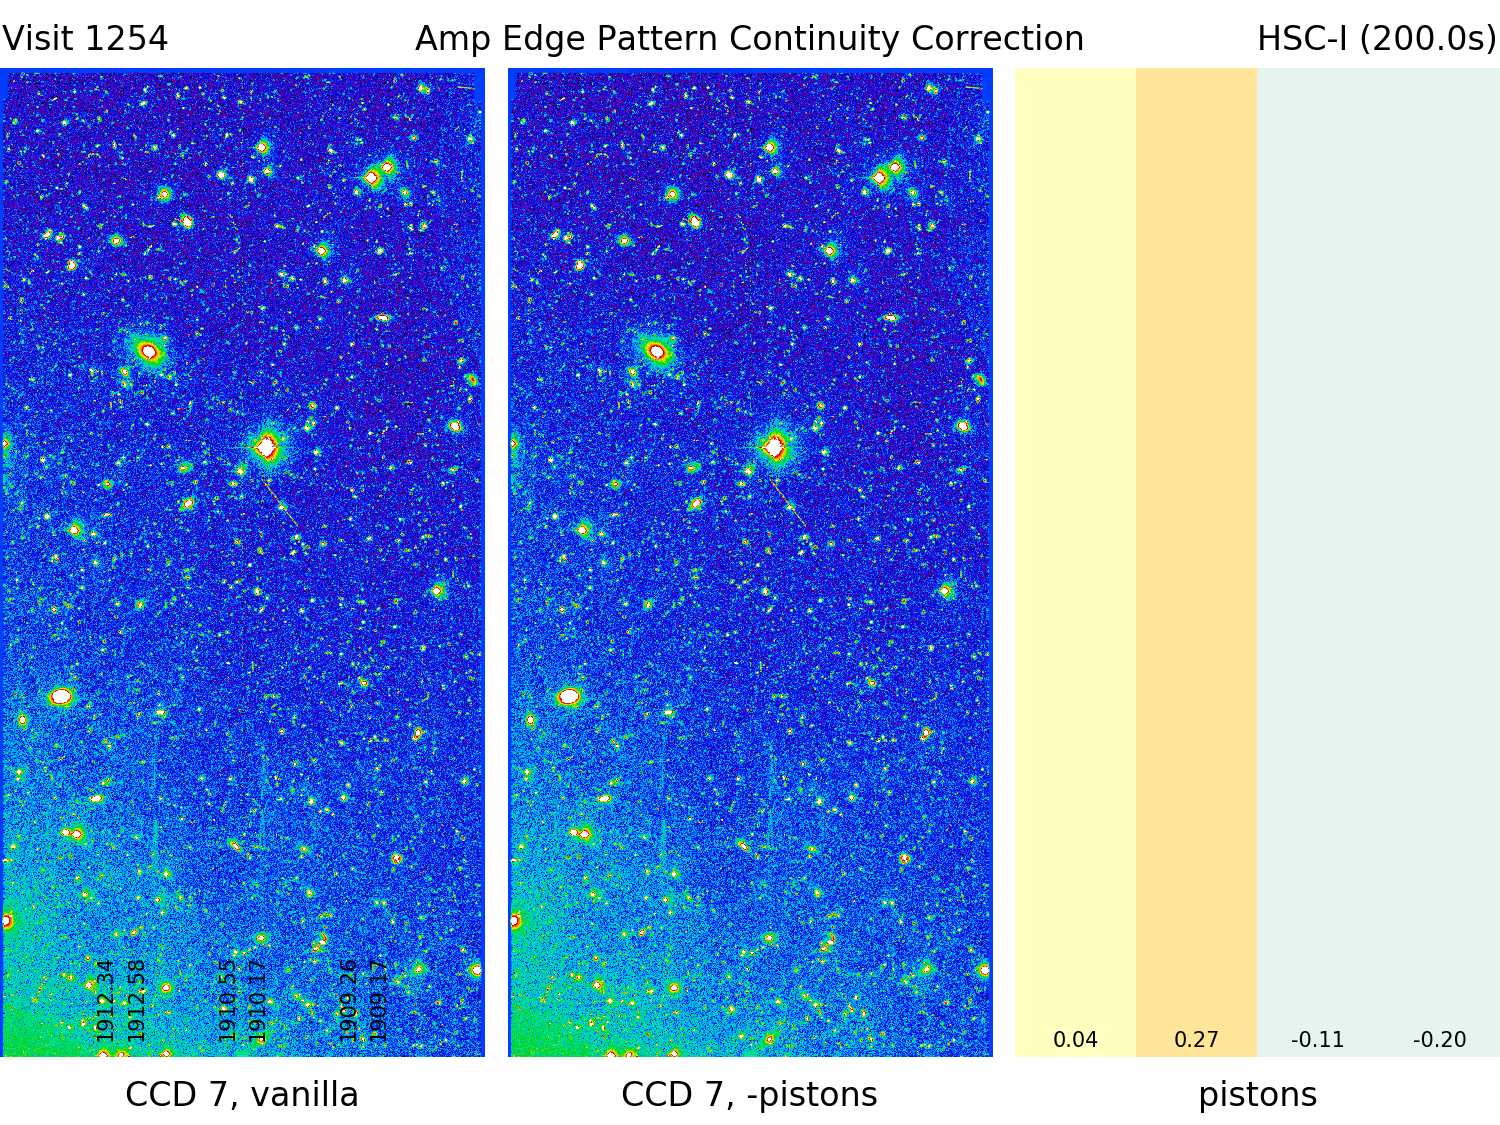 Visit 1254
Amp Edge Pattern Continuity Correction
HSC-I (200.0s)
1912.34
1912.58
1910.55
1910.17
1909.26
1909.17
0.04
0.27
-0.11
-0.20
CCD 7, vanilla
CCD 7, -pistons
pistons